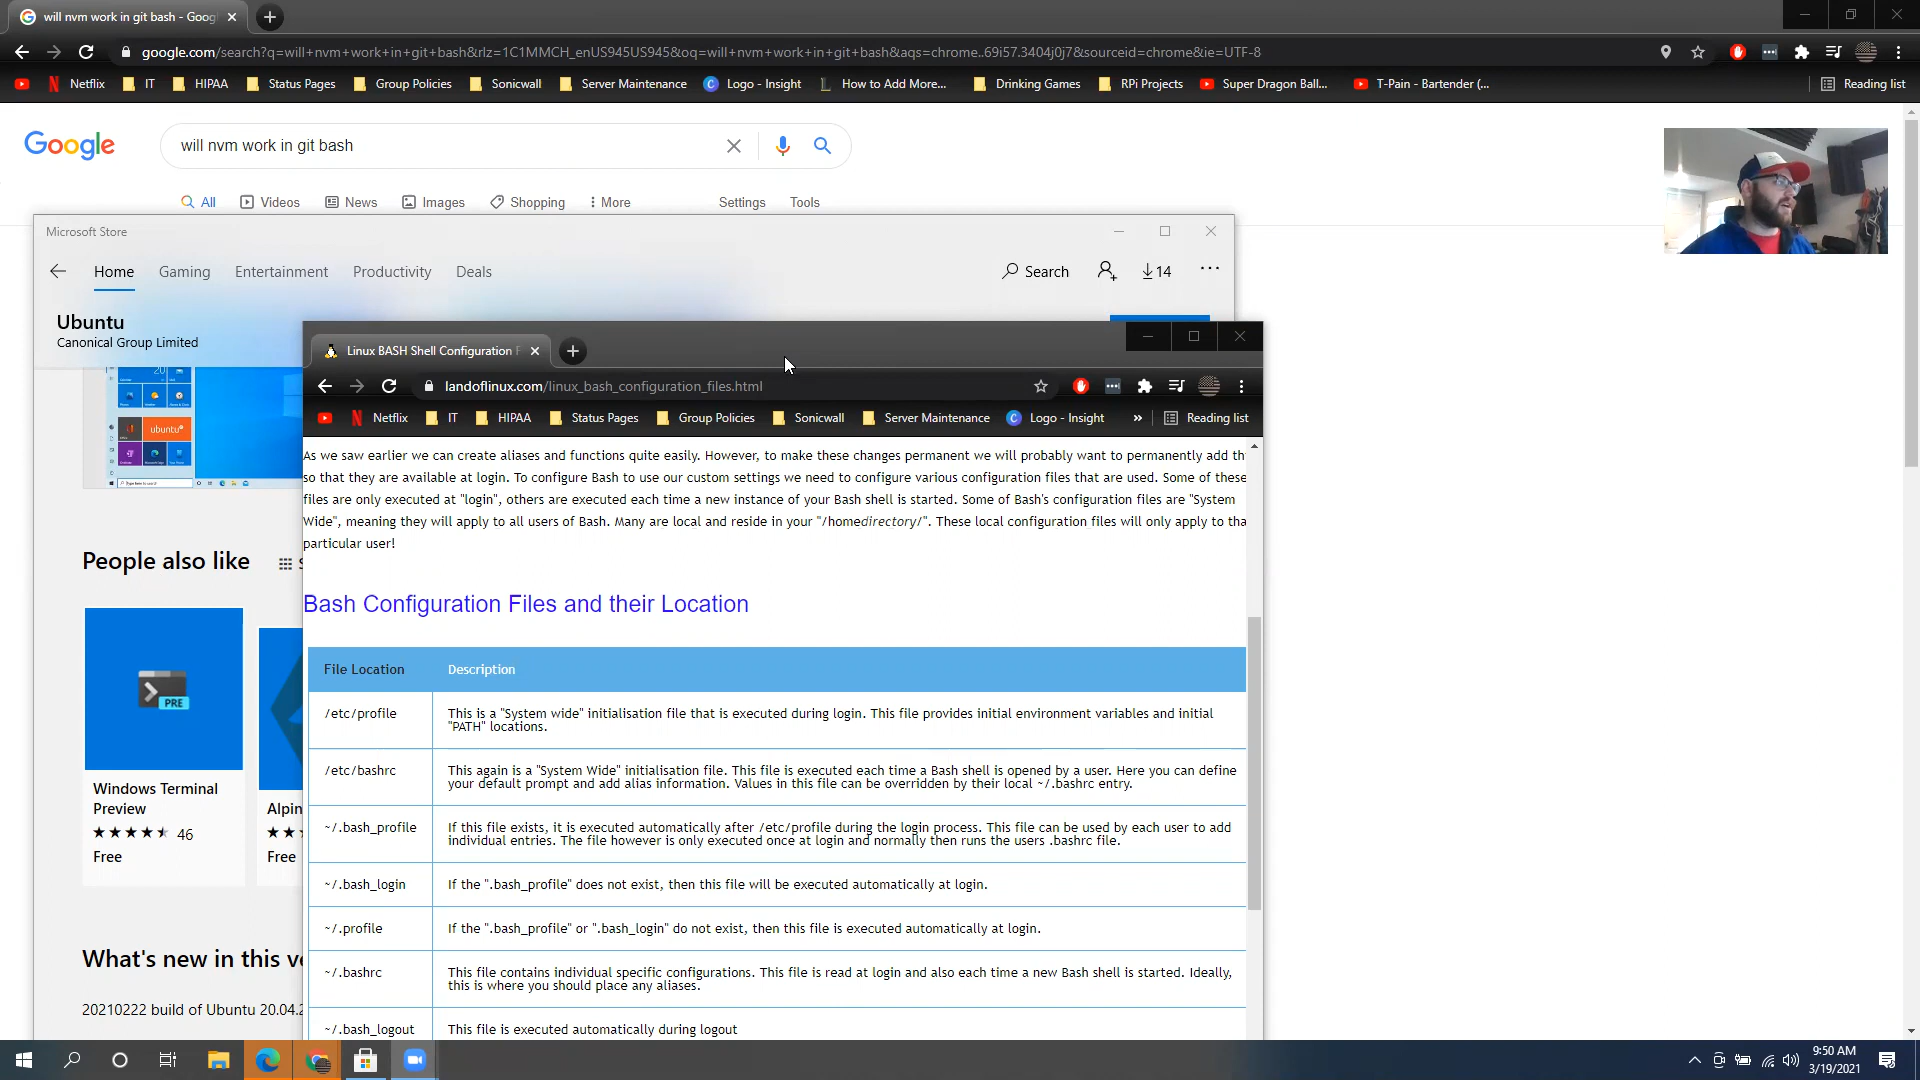 will nvm work in git bash - Goog
google.com/search?q=will+nvm+work+in+git+bash&rlz=1C1MMCH_enUS945US945&oq=will+nvm+work+in+git+bash&aqs=chrome..69i57.3404j0j7&sourceid=chrome&ie=UTF-8
Netflix IT HIPAA Status Pages Group Policies Sonicwall Server Maintenance Logo - Insight How to Add More... Drinking Games RPi Projects Super Dragon Ball... T-Pain - Bartender (... Reading list
Google will nvm work in git bash
All Videos News Images Shopping More Settings Tools
Microsoft Store
Home Gaming Entertainment Productivity Deals Search 14
Ubuntu
Canonical Group Limited
ubuntu
People also like
PRE
Windows Terminal
Preview
46
Free
Alpin
Free
What's new in this ve
20210222 build of Ubuntu 20.04.
Linux BASH Shell Configuration F
landoflinux.com/linux_bash_configuration_files.html
Netflix IT HIPAA Status Pages Group Policies Sonicwall Server Maintenance Logo - Insight » Reading list
As we saw earlier we can create aliases and functions quite easily. However, to make these changes permanent we will probably want to permanently add th
so that they are available at login. To configure Bash to use our custom settings we need to configure various configuration files that are used. Some of these
files are only executed at "login", others are executed each time a new instance of your Bash shell is started. Some of Bash's configuration files are "System
Wide", meaning they will apply to all users of Bash. Many are local and reside in your "/homedirectory/". These local configuration files will only apply to tha
particular user!
Bash Configuration Files and their Location
File Location Description
/etc/profile This is a "System wide" initialisation file that is executed during login. This file provides initial environment variables and initial
"PATH" locations.
/etc/bashrc This again is a "System Wide" initialisation file. This file is executed each time a Bash shell is opened by a user. Here you can define
your default prompt and add alias information. Values in this file can be overridden by their local ~/.bashrc entry.
~/.bash_profile If this file exists, it is executed automatically after /etc/profile during the login process. This file can be used by each user to add
individual entries. The file however is only executed once at login and normally then runs the users .bashrc file.
~/.bash_login If the ".bash_profile" does not exist, then this file will be executed automatically at login.
~/.profile If the ".bash_profile" or ".bash_login" do not exist, then this file is executed automatically at login.
~/.bashrc This file contains individual specific configurations. This file is read at login and also each time a new Bash shell is started. Ideally,
this is where you should place any aliases.
~/.bash_logout This file is executed automatically during logout
9:50 AM
3/19/2021